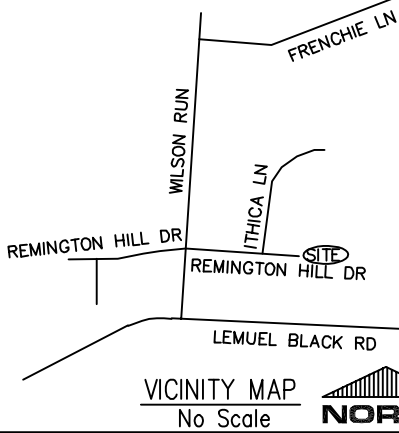 FRENCHIE LN
WILSON RUN
ITHICA LN
REMINGTON HILL DR
SITE
REMINGTON HILL DR
LEMUEL BLACK RD
VICINITY MAP
No Scale
NOR